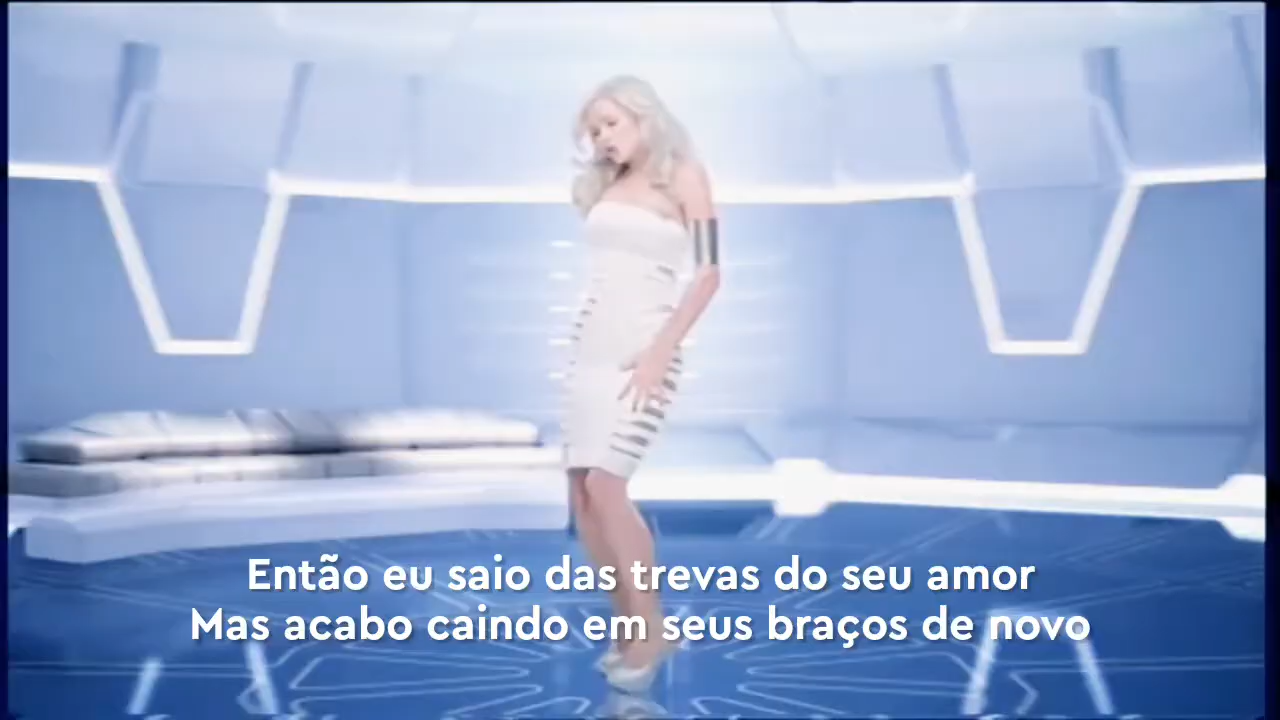 Então eu saio das trevas do seu amor
Mas acabo caindo em seus braços de novo